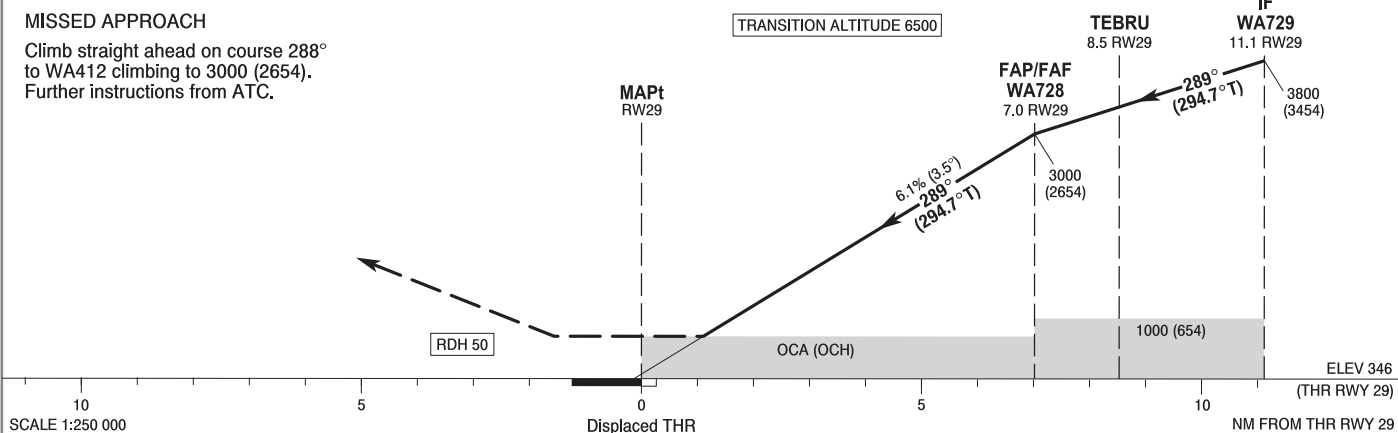 MISSED APPROACH
Climb straight ahead on course 288°
to WA412 climbing to 3000 (2654).
Further instructions from ATC.
TRANSITION ALTITUDE 6500
MAPt
RW29
FAP/FAF
WA728
7.0 RW29
TEBRU
8.5 RW29
IF
WA729
11.1 RW29
289°
(294.7°T)
3800
(3454)
3000
(2654)
6.1% (3.5°)
289°
(294.7°T)
RDH 50
OCA (OCH)
1000 (654)
ELEV 346
(THR RWY 29)
10 5 0 5 10
SCALE 1:250 000
Displaced THR
NM FROM THR RWY 29